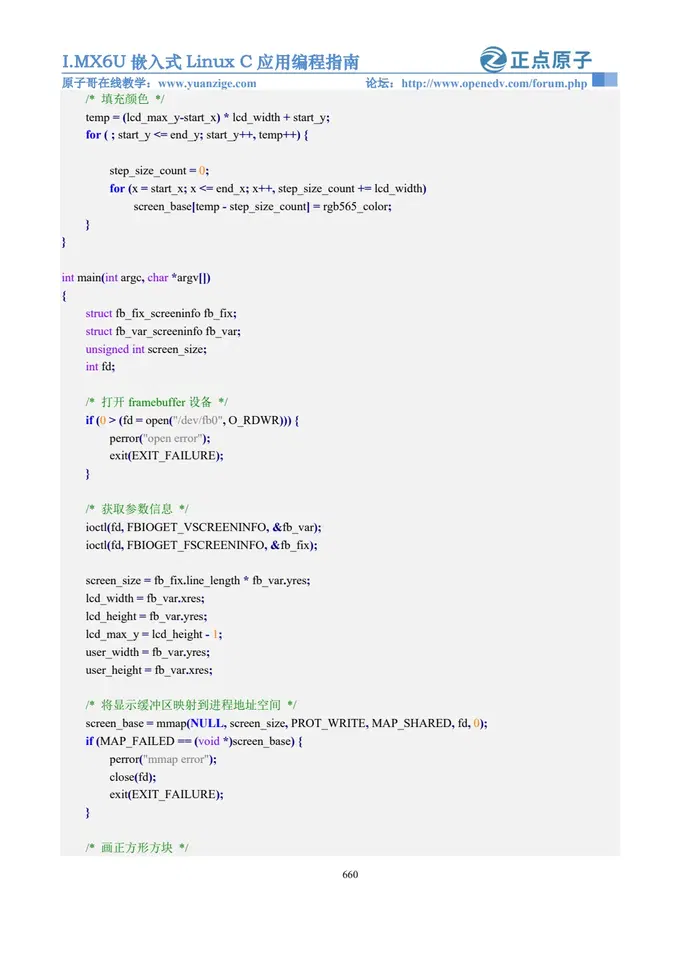 I.MX6U 嵌入式 Linux C 应用编程指南
正点原子
原子哥在线教学：www.yuanzige.com 论坛：http://www.openedv.com/forum.php
/* 填充颜色 */
temp = (lcd_max_y-start_x) * lcd_width + start_y;
for ( ; start_y <= end_y; start_y++, temp++) {
step_size_count = 0;
for (x = start_x; x <= end_x; x++, step_size_count += lcd_width)
screen_base[temp - step_size_count] = rgb565_color;
}
}
int main(int argc, char *argv[])
{
struct fb_fix_screeninfo fb_fix;
struct fb_var_screeninfo fb_var;
unsigned int screen_size;
int fd;
/* 打开 framebuffer 设备 */
if (0 > (fd = open("/dev/fb0", O_RDWR))) {
perror("open error");
exit(EXIT_FAILURE);
}
/* 获取参数信息 */
ioctl(fd, FBIOGET_VSCREENINFO, &fb_var);
ioctl(fd, FBIOGET_FSCREENINFO, &fb_fix);
screen_size = fb_fix.line_length * fb_var.yres;
lcd_width = fb_var.xres;
lcd_height = fb_var.yres;
lcd_max_y = lcd_height - 1;
user_width = fb_var.yres;
user_height = fb_var.xres;
/* 将显示缓冲区映射到进程地址空间 */
screen_base = mmap(NULL, screen_size, PROT_WRITE, MAP_SHARED, fd, 0);
if (MAP_FAILED == (void *)screen_base) {
perror("mmap error");
close(fd);
exit(EXIT_FAILURE);
}
/* 画正方形方块 */
660